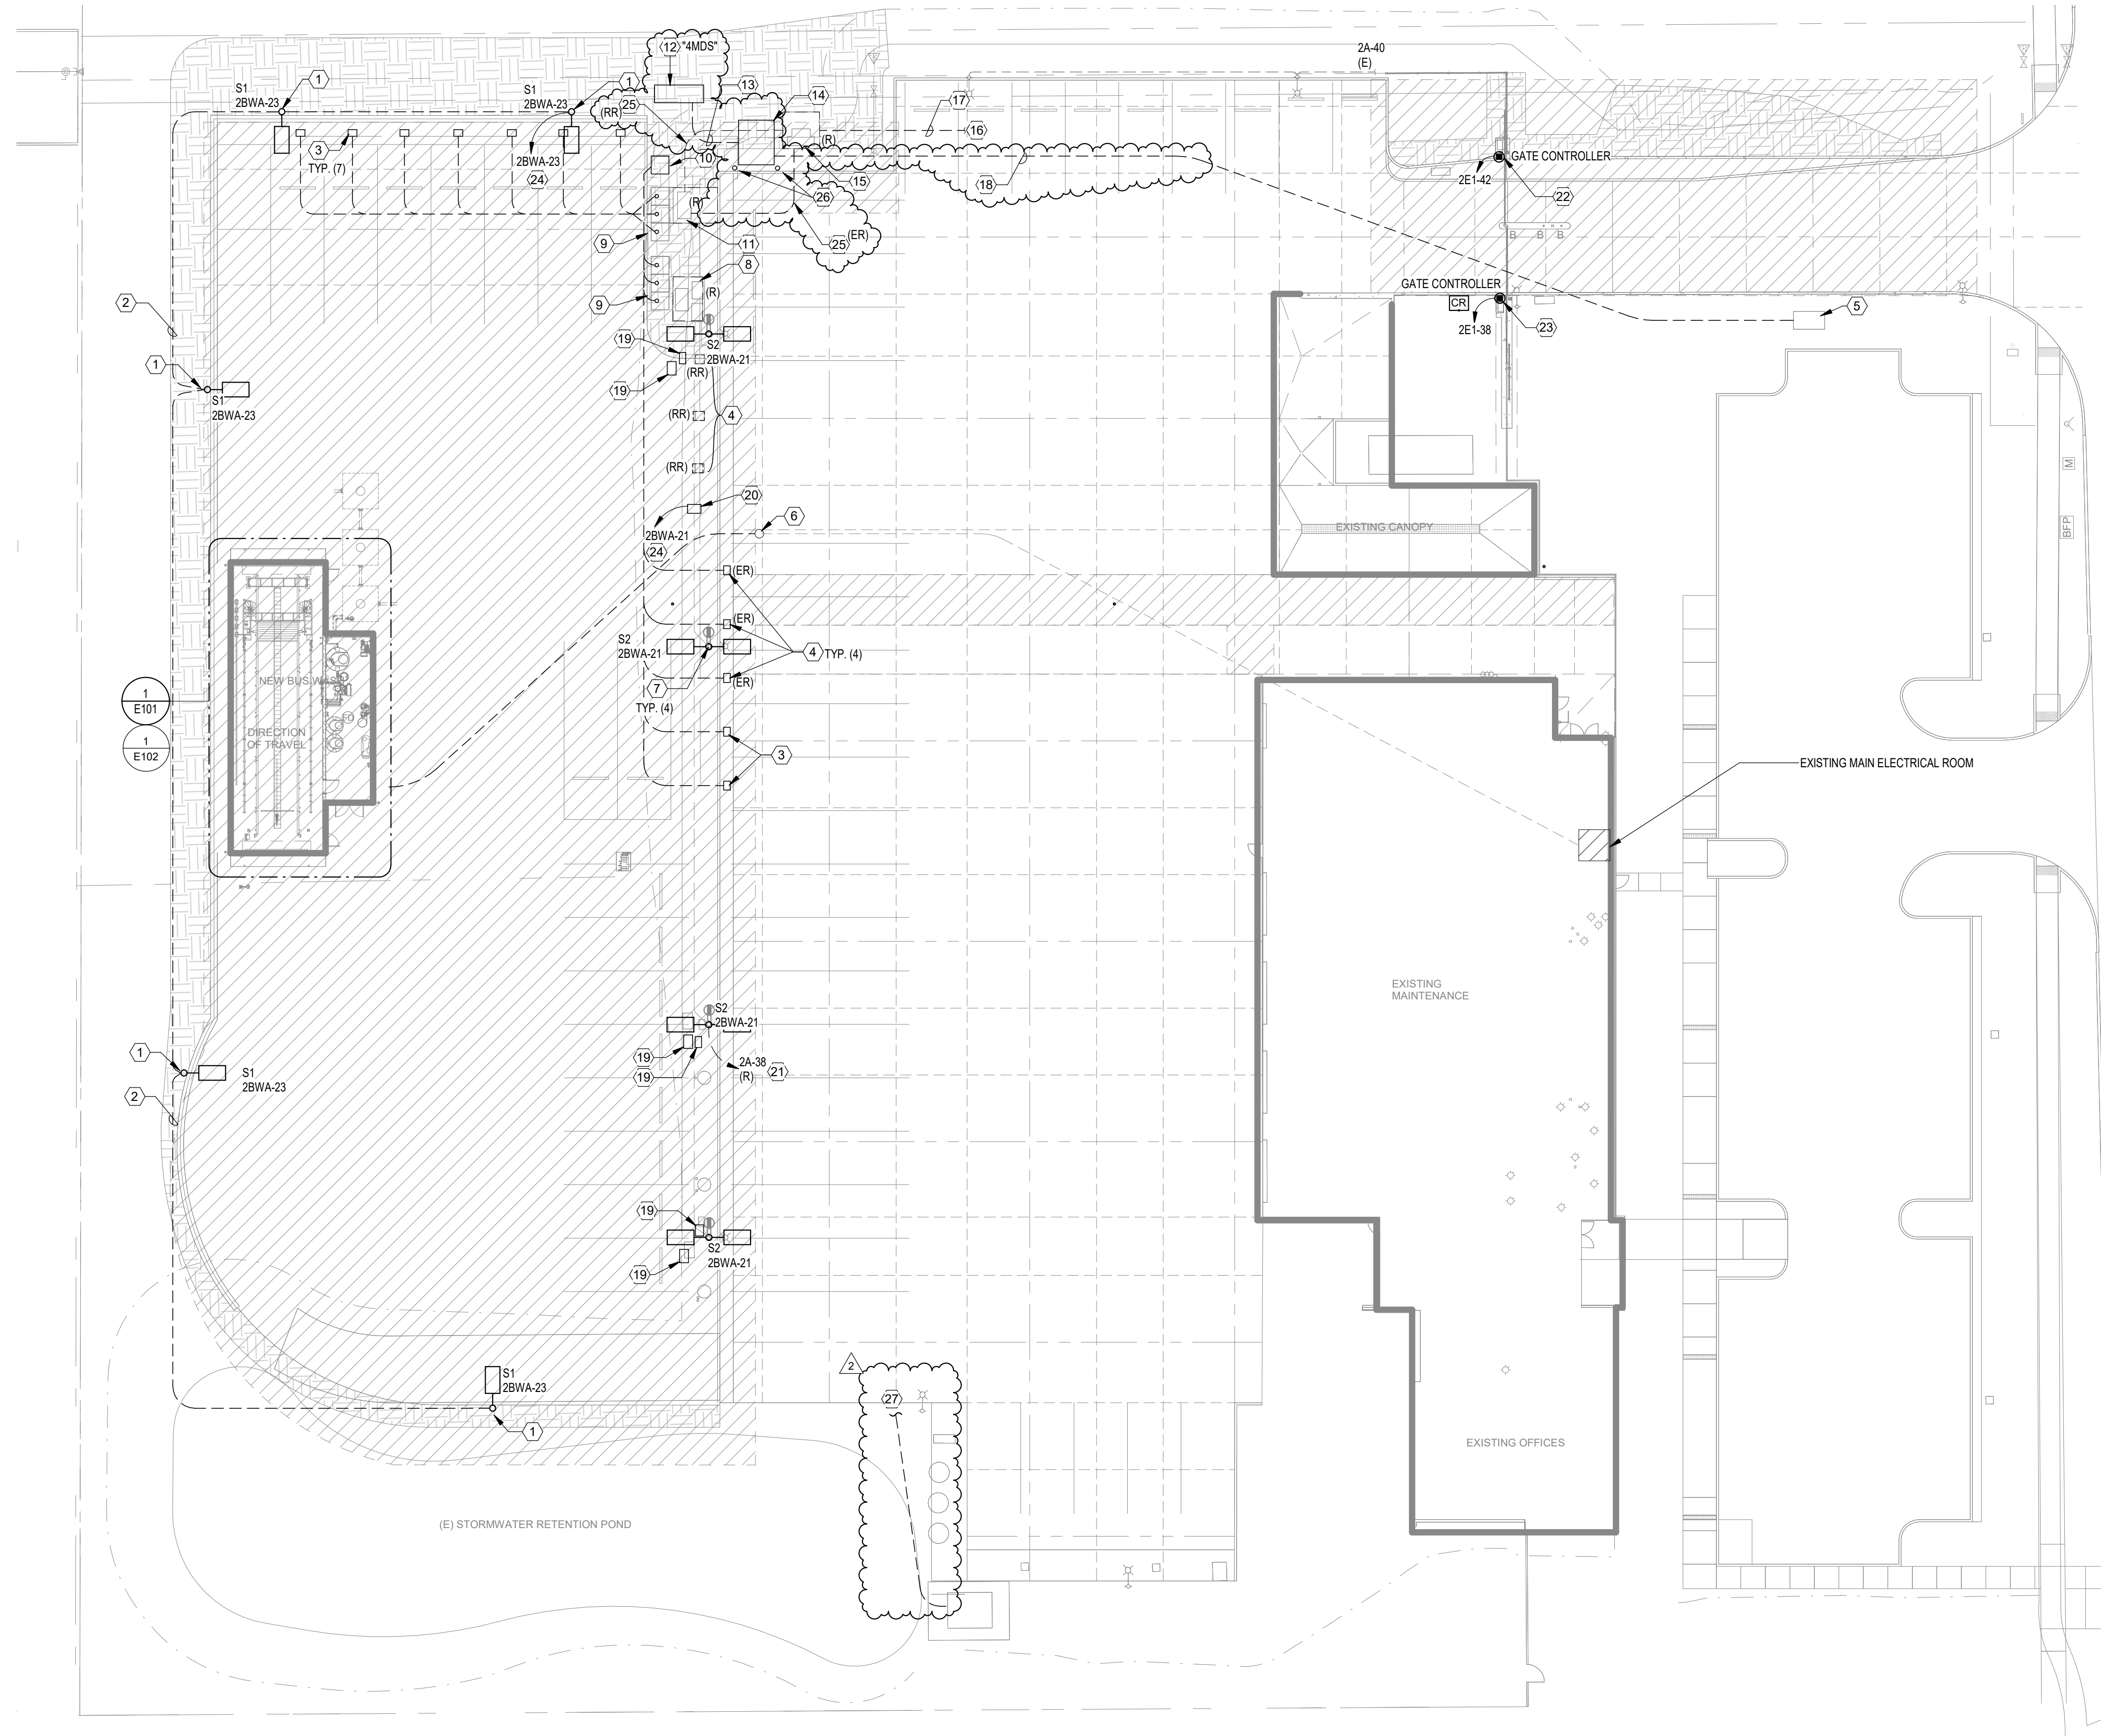 12 "4MDS"
2A-40
(E)
S1
2BWA-23
1
S1
2BWA-23
1
13
14
(RR) 25
17
16
3
TYP. (7)
2BWA-23
24
10
(R)
15
18
GATE CONTROLLER
2E1-42
22
26
(R)
9
11
25
(ER)
B B B
8
2
9
(R)
GATE CONTROLLER
CR
2E1-38
23
5
19
S2
2BWA-21
(RR)
1
19
S1
2BWA-23
(RR)
4
(RR)
M
20
6
2BWA-21
24
EXISTING CANOPY
BFP
(ER)
(ER)
S2
2BWA-21
4
TYP. (4)
NEW BUS WASH
(ER)
7
TYP. (4)
1
E101
1
E102
FD
DIRECTION
OF TRAVEL
3
EXISTING MAIN ELECTRICAL ROOM
EXISTING
MAINTENANCE
S2
2BWA-21
1
S1
2BWA-23
19
19
2A-38
(R)
21
2
19
S2
2BWA-21
19
2
S1
2BWA-23
27
1
EXISTING OFFICES
(E) STORMWATER RETENTION POND